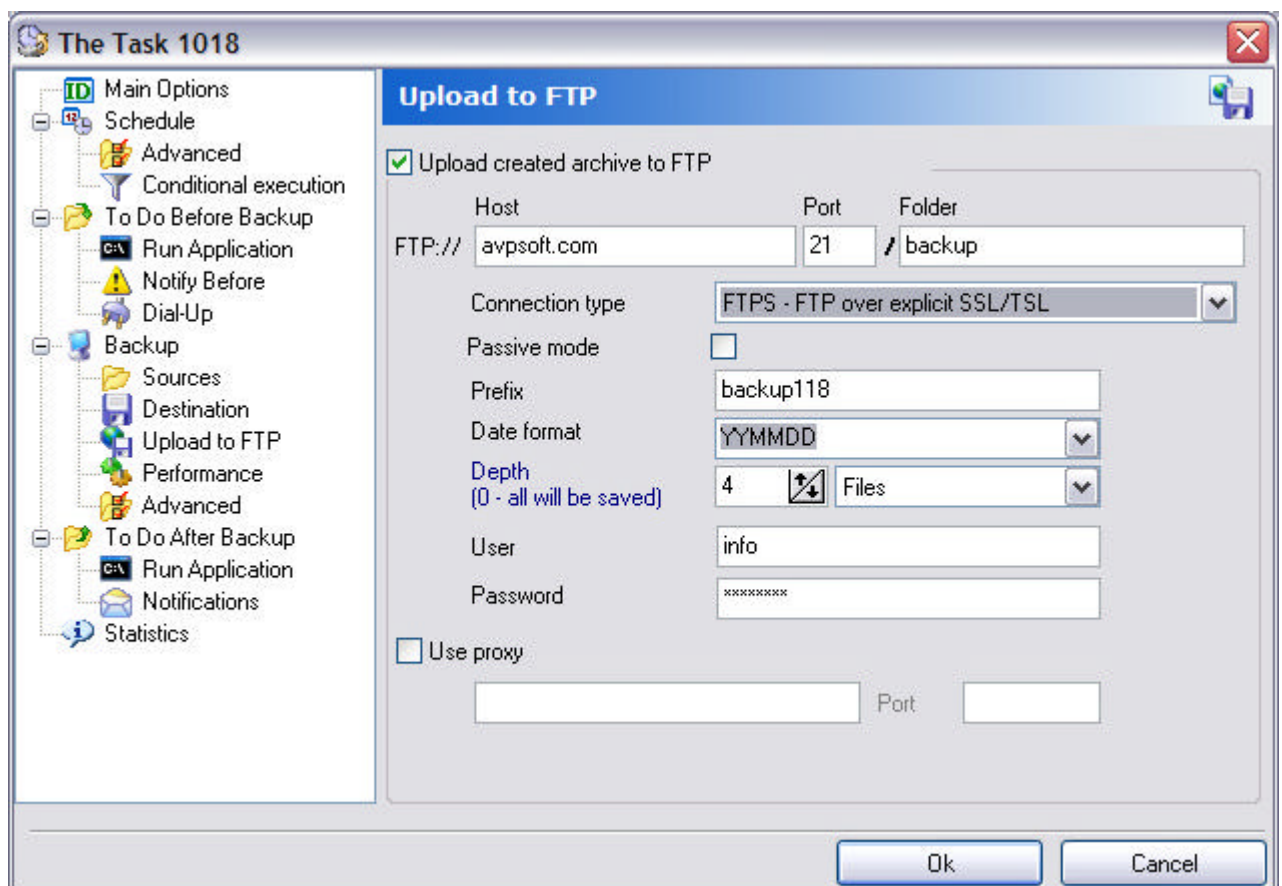 The Task 1018
ID Main Options
12 Schedule
Advanced
Conditional execution
To Do Before Backup
C:\ Run Application
Notify Before
Dial-Up
Backup
Sources
Destination
Upload to FTP
Performance
Advanced
To Do After Backup
C:\ Run Application
Notifications
Statistics
Upload to FTP
Upload created archive to FTP
Host Port Folder
FTP:// avpsoft.com 21 / backup
Connection type FTPS - FTP over explicit SSL/TSL
Passive mode
Prefix backup118
Date format YYMMDD
Depth
(0 - all will be saved) 4 Files
User info
Password ××××××××
Use proxy
Port
Ok Cancel